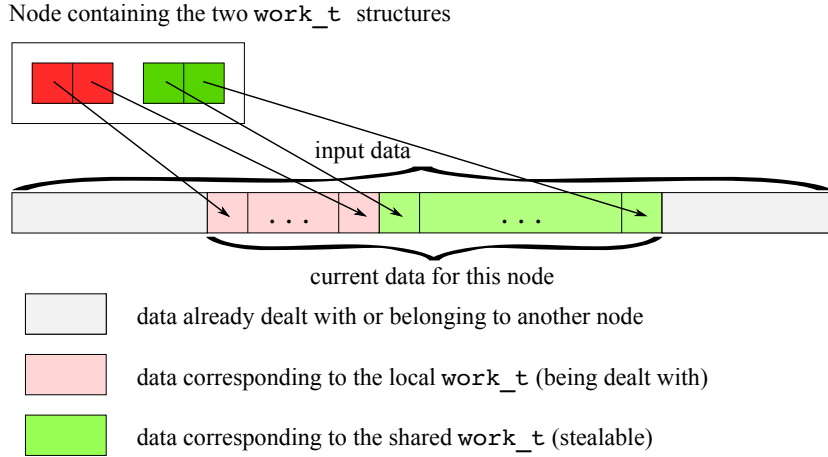 Node containing the two work_t structures
input data
. . .
. . .
current data for this node
data already dealt with or belonging to another node
data corresponding to the local work_t (being dealt with)
data corresponding to the shared work_t (stealable)